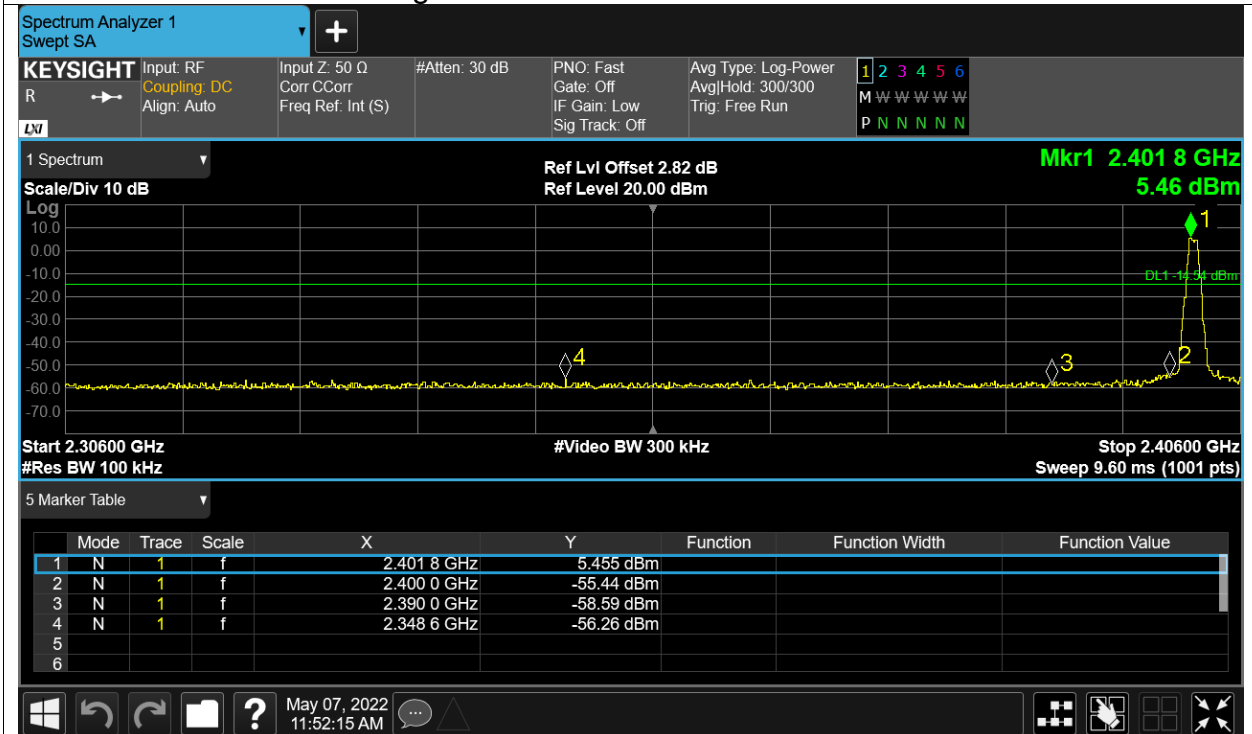 Spectrum Analyzer 1
Swept SA
+
KEYSIGHT Input: RF Input Z: 50 Ω #Atten: 30 dB PNO: Fast Avg Type: Log-Power 1 2 3 4 5 6
R Coupling: DC Corr CCorr Gate: Off Avg|Hold: 300/300 M W W W W W W
Align: Auto Freq Ref: Int (S) IF Gain: Low Trig: Free Run
LXI Sig Track: Off P N N N N N N
1 Spectrum Ref Lvl Offset 2.82 dB Mkr1 2.401 8 GHz
Scale/Div 10 dB Ref Level 20.00 dBm 5.46 dBm
Log
10.0 1
0.00
-10.0 DL1 -14.54 dBm
-20.0
-30.0
-40.0
-50.0 4 3 2
-60.0
-70.0
Start 2.30600 GHz #Video BW 300 kHz Stop 2.40600 GHz
#Res BW 100 kHz Sweep 9.60 ms (1001 pts)
5 Marker Table
Mode Trace Scale X Y Function Function Width Function Value
1 N 1 f 2.401 8 GHz 5.455 dBm
2 N 1 f 2.400 0 GHz -55.44 dBm
3 N 1 f 2.390 0 GHz -58.59 dBm
4 N 1 f 2.348 6 GHz -56.26 dBm
5
6
? May 07, 2022
11:52:15 AM